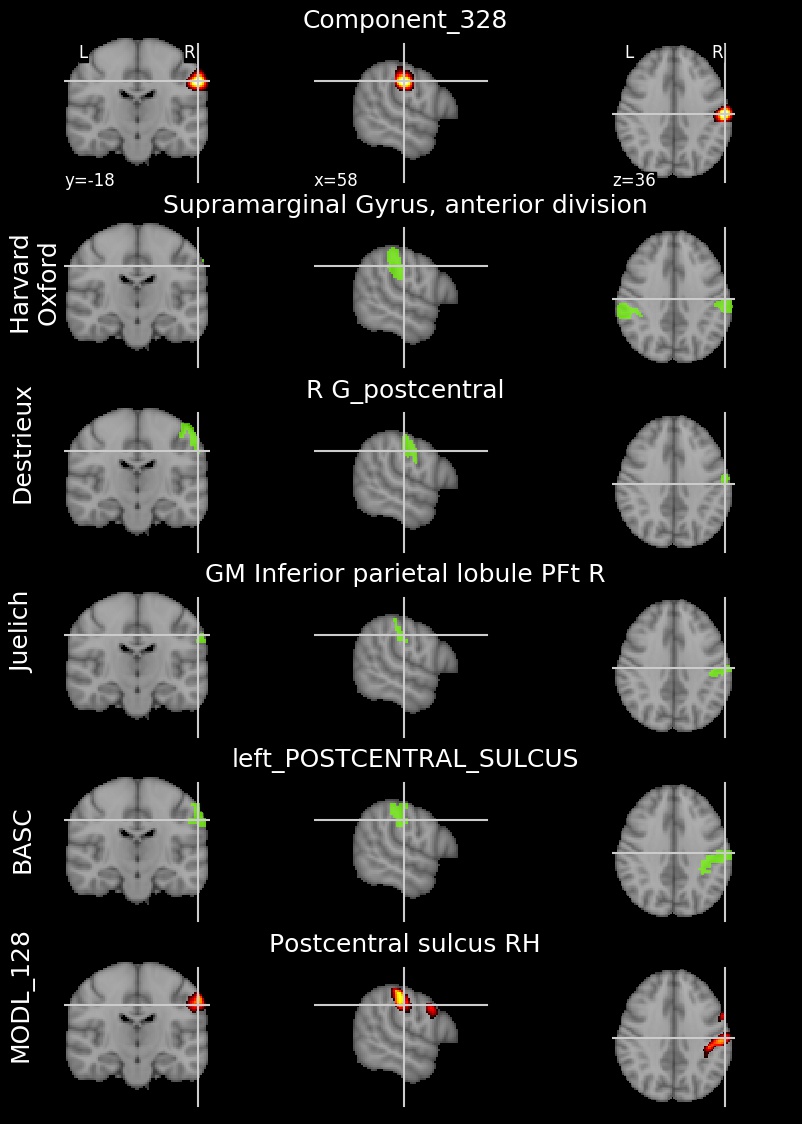 Component_328
L R
L R
y=-18
x=58
z=36
Supramarginal Gyrus, anterior division
Harvard
Oxford
R G_postcentral
Destrieux
GM Inferior parietal lobule PFt R
Juelich
left_POSTCENTRAL_SULCUS
BASC
Postcentral sulcus RH
MODL_128